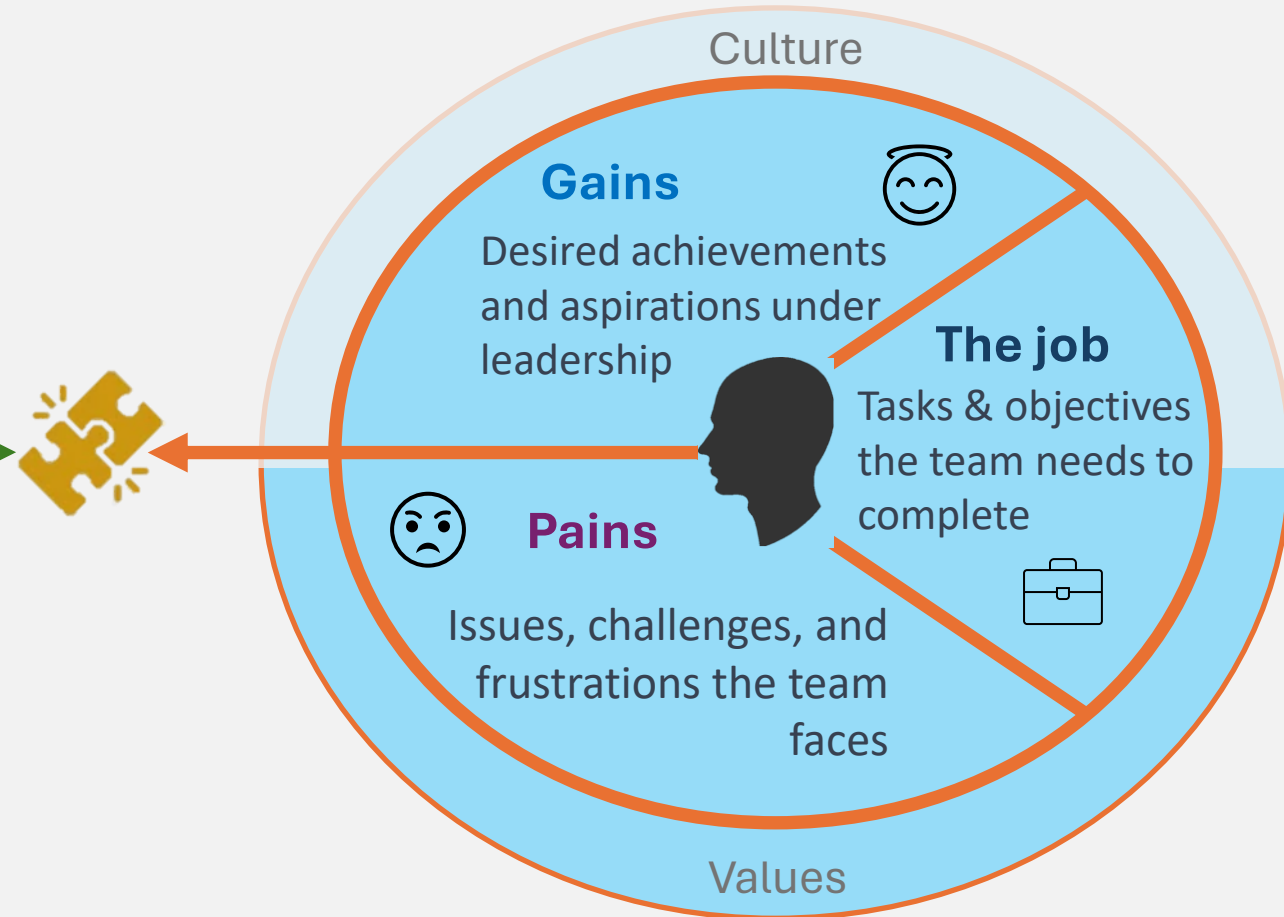 Culture
Gains
Desired achievements
and aspirations under
leadership
The job
Tasks & objectives
the team needs to
complete
Pains
Issues, challenges, and
frustrations the team
faces
Values